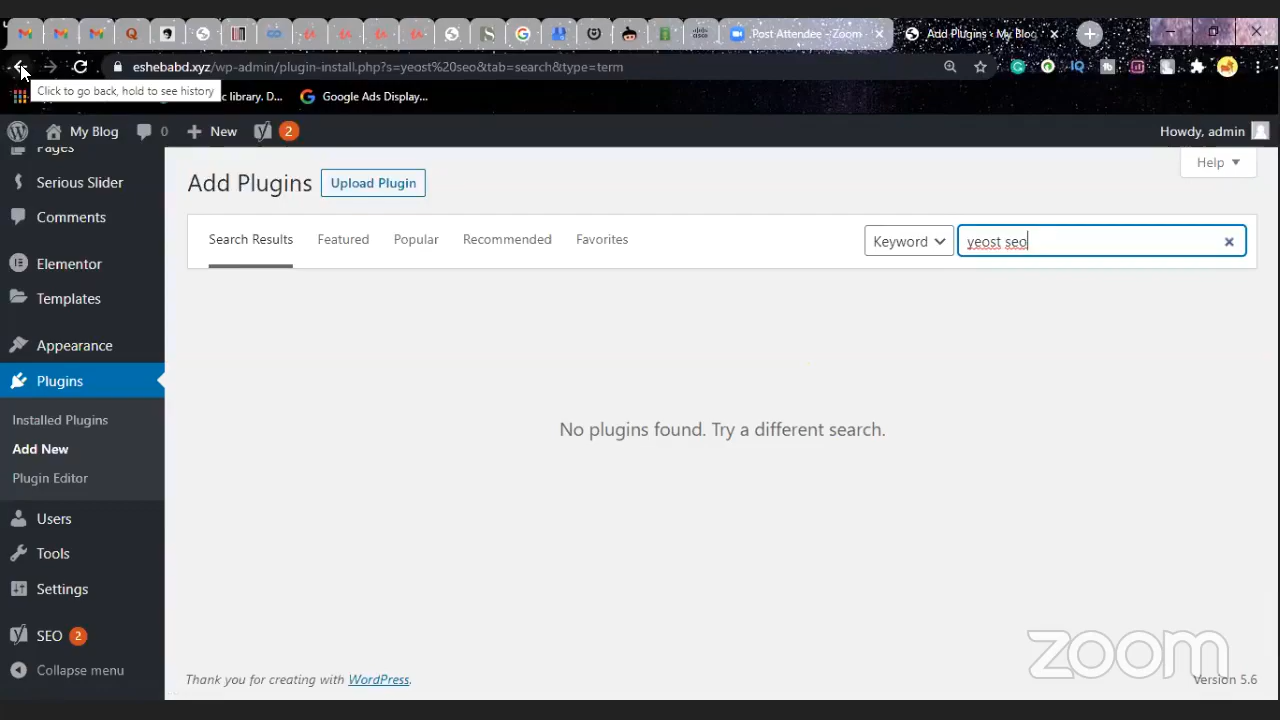 Post Attendee - Zoom
Add Plugins ‹ My Blog
eshebabd.xyz/wp-admin/plugin-install.php?s=yeost%20seo&tab=search&type=term
Click to go back, hold to see history
library. D...
Google Ads Display...
My Blog
0
New
2
Howdy, admin
Pages
Serious Slider
Comments
Elementor
Templates
Appearance
Plugins
Installed Plugins
Add New
Plugin Editor
Users
Tools
Settings
SEO 2
Collapse menu
Add Plugins
Upload Plugin
Help
Search Results
Featured
Popular
Recommended
Favorites
Keyword
yeost seo
No plugins found. Try a different search.
Thank you for creating with WordPress.
Version 5.6
zoom